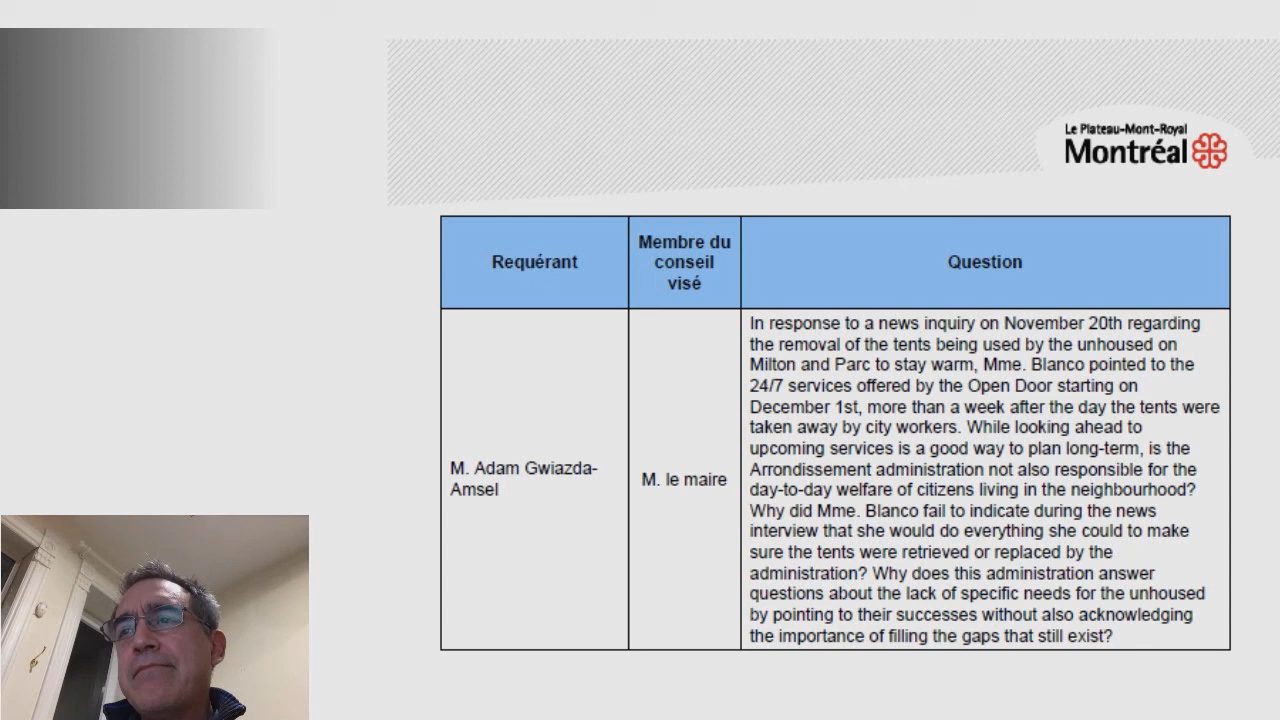 Le Plateau-Mont-Royal
Montréal
Requérant
Membre du
conseil
visé
Question
M. Adam Gwiazda-
Amsel
M. le maire
In response to a news inquiry on November 20th regarding
the removal of the tents being used by the unhoused on
Milton and Parc to stay warm, Mme. Blanco pointed to the
24/7 services offered by the Open Door starting on
December 1st, more than a week after the day the tents were
taken away by city workers. While looking ahead to
upcoming services is a good way to plan long-term, is the
Arrondissement administration not also responsible for the
day-to-day welfare of citizens living in the neighbourhood?
Why did Mme. Blanco fail to indicate during the news
interview that she would do everything she could to make
sure the tents were retrieved or replaced by the
administration? Why does this administration answer
questions about the lack of specific needs for the unhoused
by pointing to their successes without also acknowledging
the importance of filling the gaps that still exist?